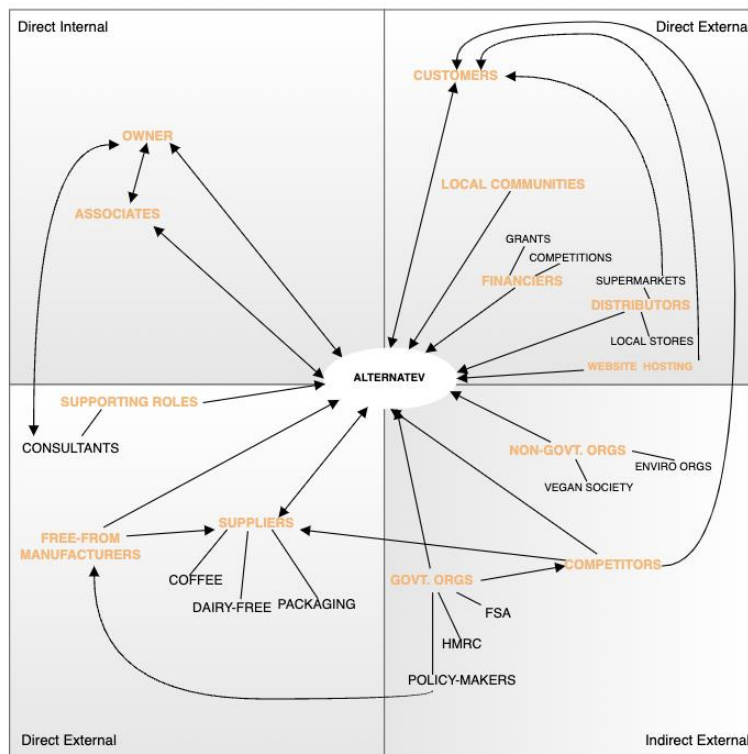 Direct Internal
Direct External
CUSTOMERS
OWNER
LOCAL COMMUNITIES
ASSOCIATES
GRANTS
COMPETITIONS
FINANCIERS
SUPERMARKETS
DISTRIBUTORS
LOCAL STORES
WEBSITE HOSTING
ALTERNATEV
SUPPORTING ROLES
CONSULTANTS
NON-GOVT. ORGS
ENVIRO ORGS
VEGAN SOCIETY
SUPPLIERS
FREE-FROM
MANUFACTURERS
COFFEE
DAIRY-FREE
PACKAGING
COMPETITORS
GOVT. ORGS
FSA
HMRC
POLICY-MAKERS
Direct External
Indirect External